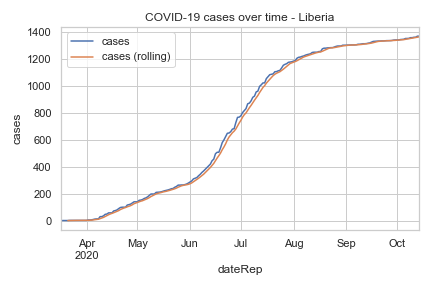 COVID-19 cases over time - Liberia
cases
cases (rolling)
1400
1200
1000
800
600
400
200
0
cases
Apr
2020
May
Jun
Jul
Aug
Sep
Oct
dateRep